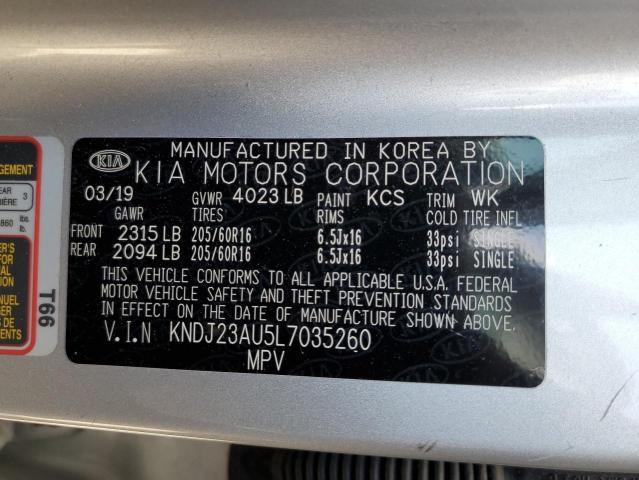 MANUFACTURED IN KOREA BY
KIA KIA MOTORS CORPORATION
03/19 GVWR 4023 LB PAINT KCS TRIM WK
GAWR TIRES RIMS COLD TIRE INFL
FRONT 2315 LB 205/60R16 6.5Jx16 33psi SINGLE
REAR 2094 LB 205/60R16 6.5Jx16 33psi SINGLE
THIS VEHICLE CONFORMS TO ALL APPLICABLE U.S.A. FEDERAL
MOTOR VEHICLE SAFETY AND THEFT PREVENTION STANDARDS
IN EFFECT ON THE DATE OF MANUFACTURE SHOWN ABOVE.
V.I.N KNDJ23AU5L7035260
MPV
T66
3
860 lbs.